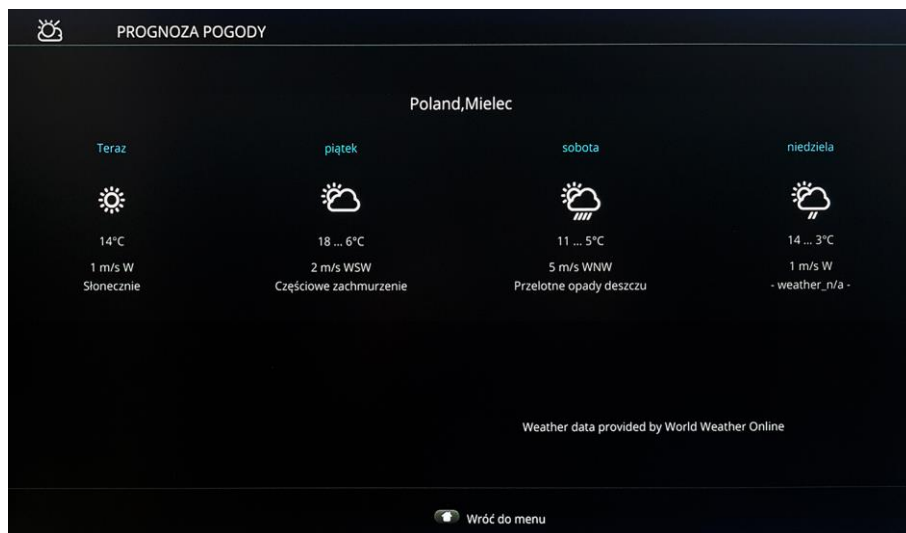 PROGNOZA POGODY
Poland,Mielec
Teraz piątek sobota niedziela
14°C 18 ... 6°C 11 ... 5°C 14 ... 3°C
1 m/s W 2 m/s WSW 5 m/s WNW 1 m/s W
Słonecznie Częściowe zachmurzenie Przelotne opady deszczu - weather_n/a -
Weather data provided by World Weather Online
Wróć do menu